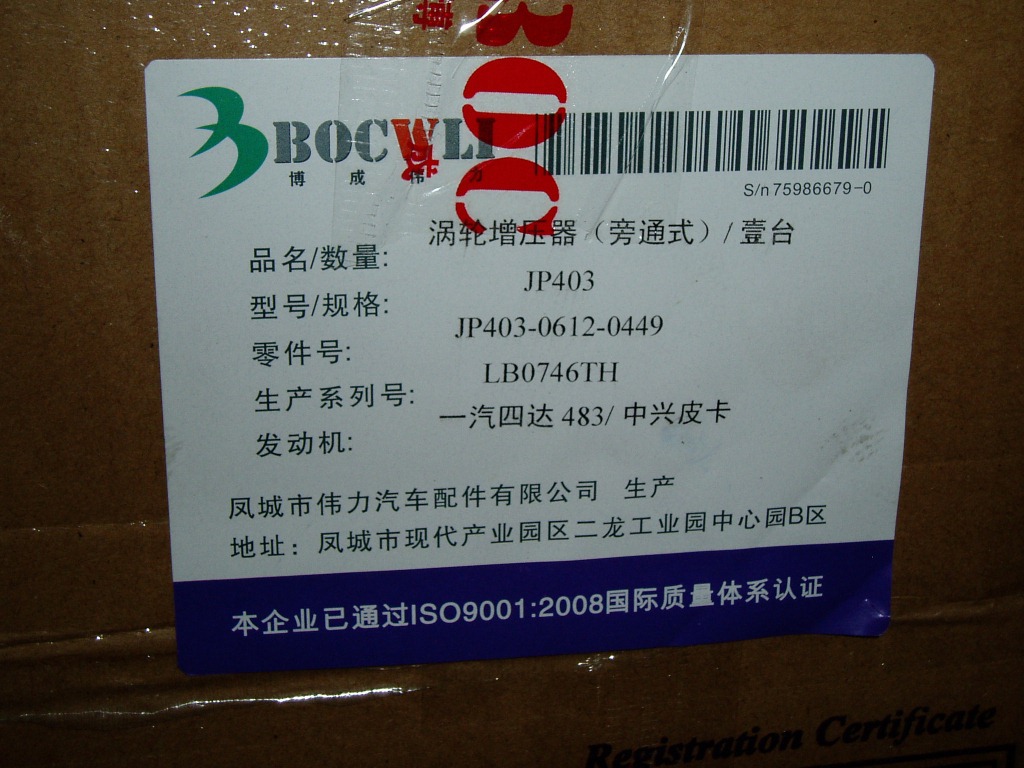 博
BOC
BOCWLI
博成伟力
S/n 75986679-0
品名/数量: 涡轮增压器（旁通式）/壹台
型号/规格: JP403
零件号: JP403-0612-0449
生产系列号: LB0746TH
发动机: 一汽四达 483/ 中兴皮卡
凤城市伟力汽车配件有限公司 生产
地址：凤城市现代产业园区二龙工业园中心园B区
本企业已通过ISO9001:2008国际质量体系认证
Registration Certificate